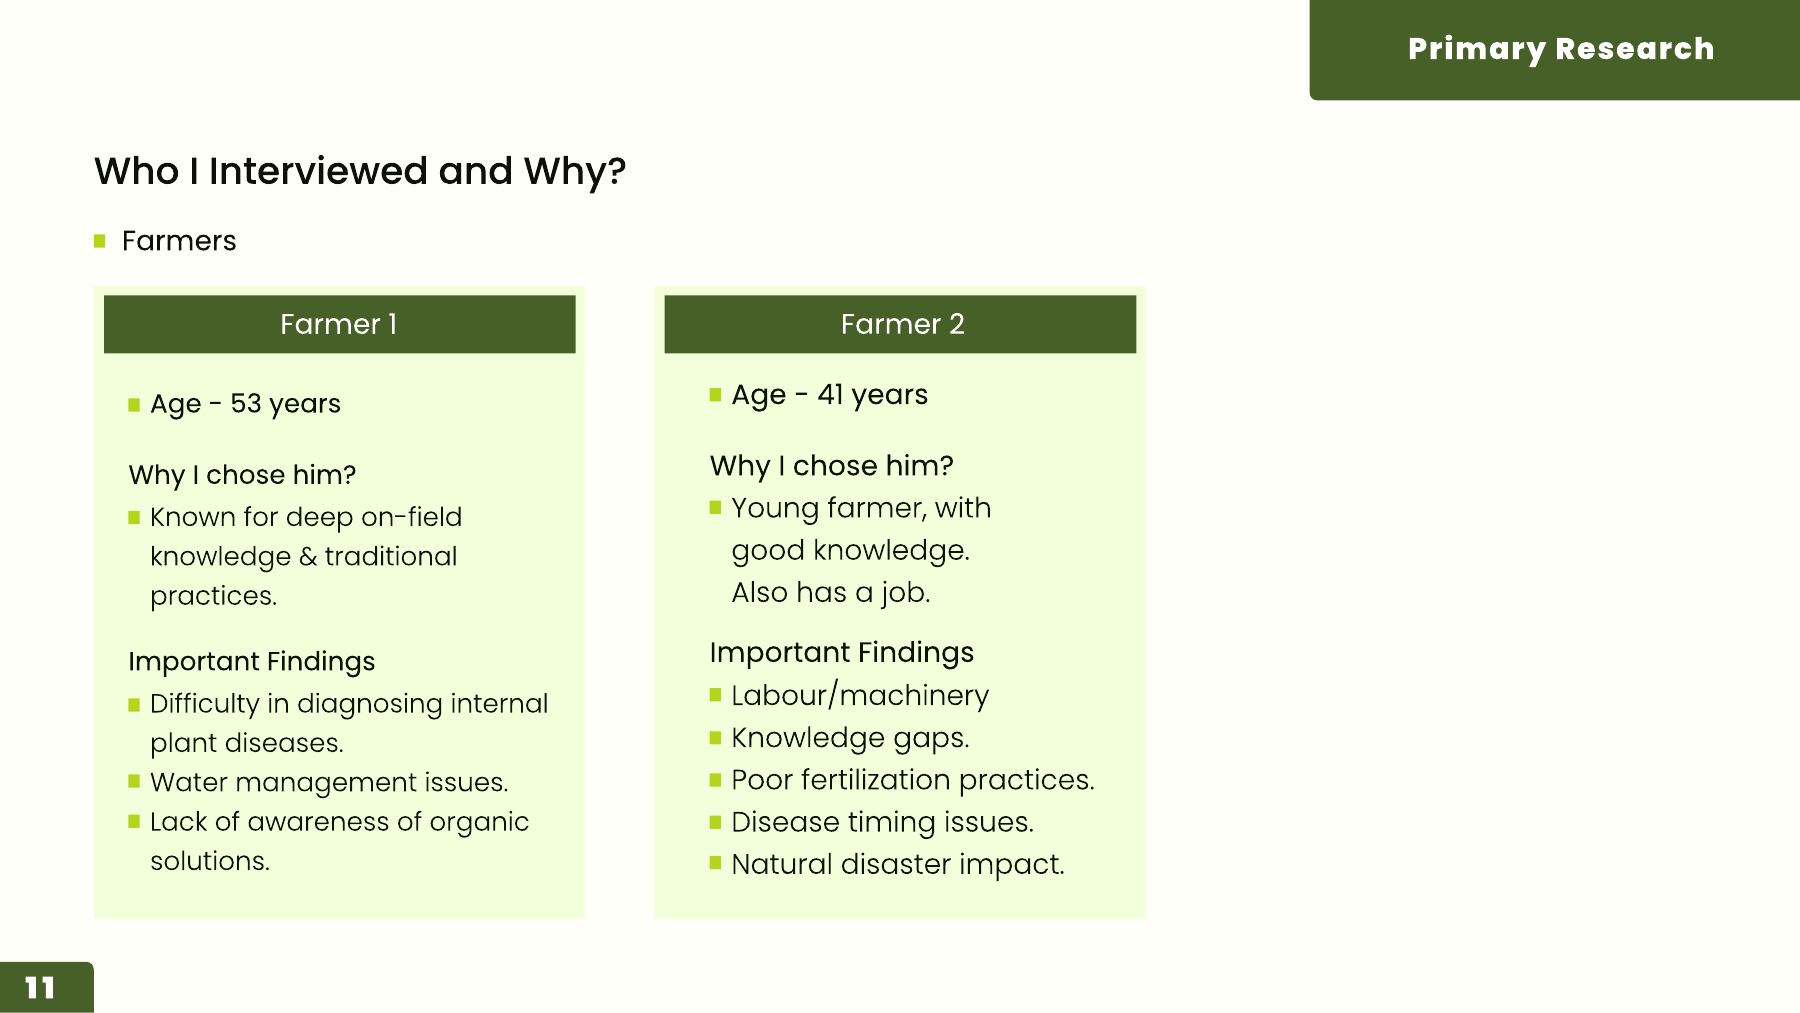 Primary Research
Who I Interviewed and Why?
Farmers
Farmer 1
Age - 53 years
Why I chose him?
Known for deep on-field
knowledge & traditional
practices.
Important Findings
Difficulty in diagnosing internal
plant diseases.
Water management issues.
Lack of awareness of organic
solutions.
Farmer 2
Age - 41 years
Why I chose him?
Young farmer, with
good knowledge.
Also has a job.
Important Findings
Labour/machinery
Knowledge gaps.
Poor fertilization practices.
Disease timing issues.
Natural disaster impact.
11